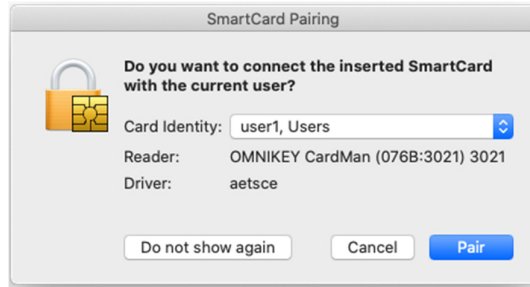 SmartCard Pairing
Do you want to connect the inserted SmartCard
with the current user?
Card Identity: user1, Users
Reader: OMNIKEY CardMan (076B:3021) 3021
Driver: aetsce
Do not show again Cancel Pair